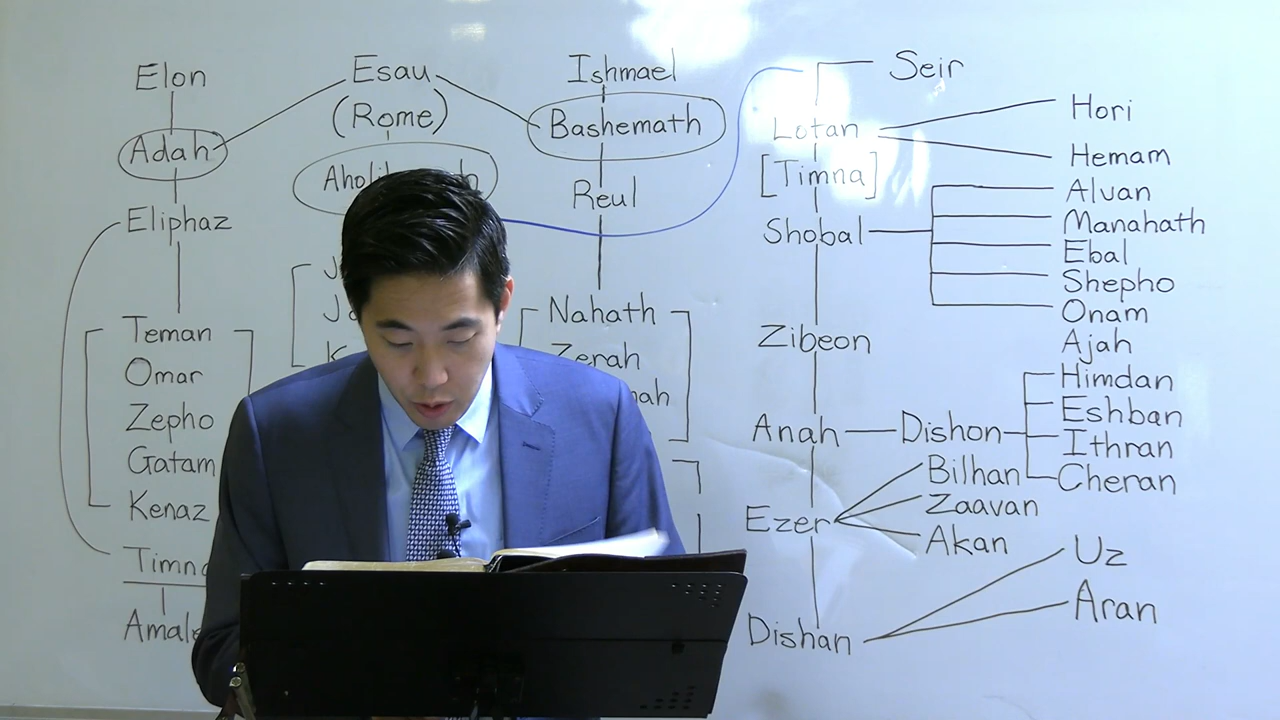 Elon
Adah
Eliphaz
Teman
Omar
Zepho
Gatam
Kenaz
Esau
(Rome)
Ishmael
Bashemath
Reul
Nahath
Zerah
Seir
Lotan
[Timna]
Shobal
Zibeon
Anah
Dishon
Ezer
Dishan
Hori
Hemam
Alvan
Manahath
Ebal
Shepho
Onam
Ajah
Himdan
Eshban
Ithran
Cheran
Bilhan
Zaavan
Akan
Uz
Aran